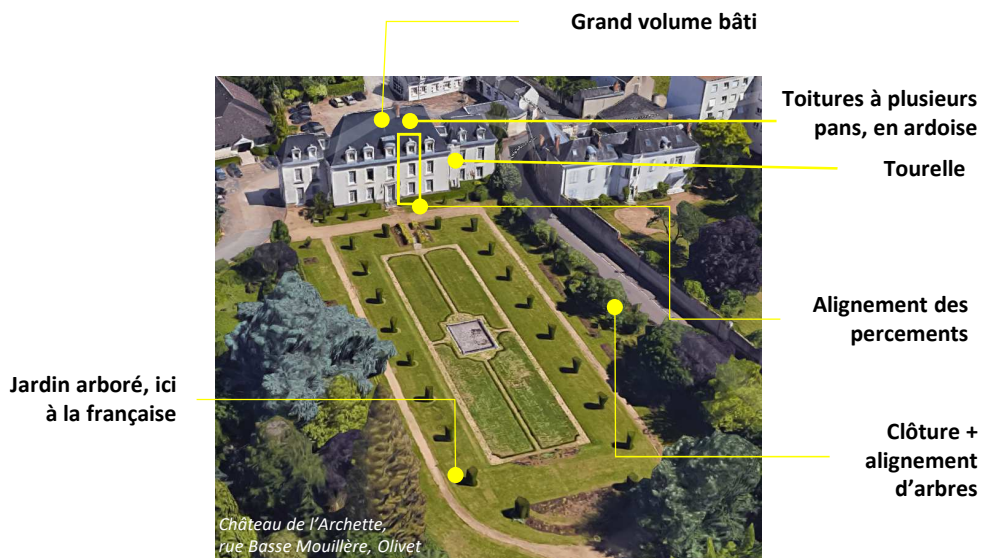 Grand volume bâti
Toitures à plusieurs
pans, en ardoise
Tourelle
Alignement des
percements
Jardin arboré, ici
à la française
Clôture +
alignement
d’arbres
Château de l’Archette,
rue Basse Mouillère, Olivet